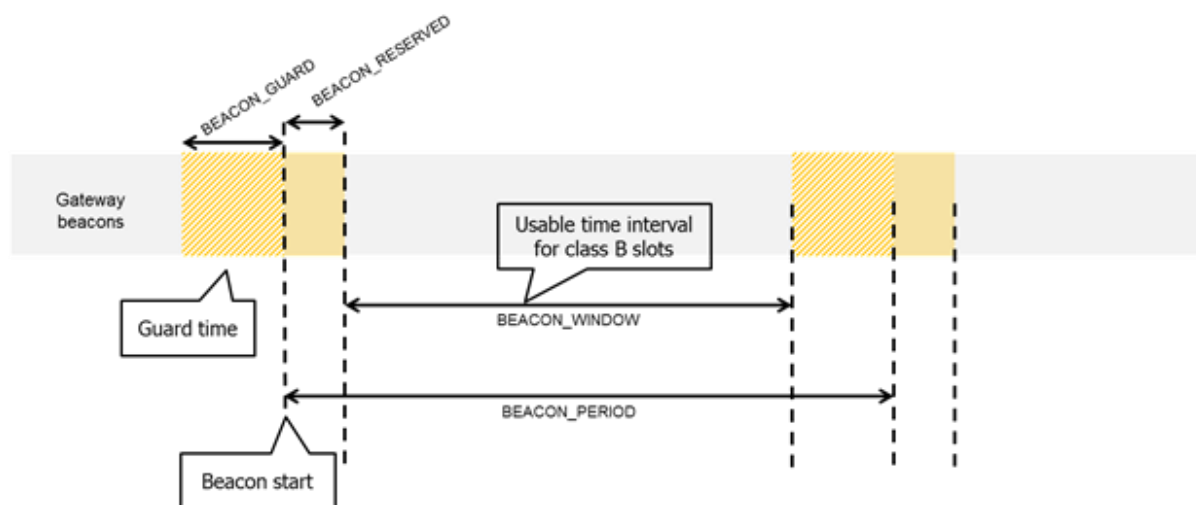 BEACON_GUARD
BEACON_RESERVED
Gateway
beacons
Usable time interval
for class B slots
Guard time
BEACON_WINDOW
BEACON_PERIOD
Beacon start